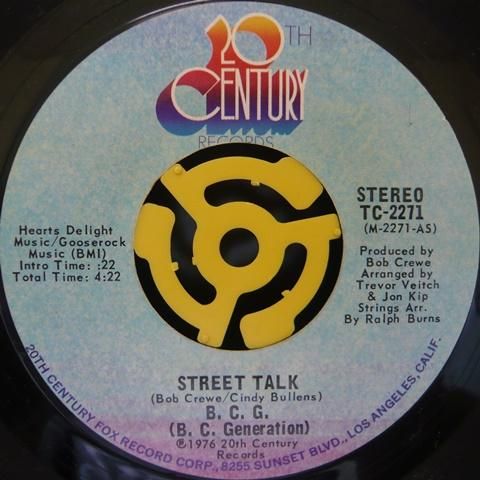 20TH
CENTURY
RECORDS
STEREO
TC-2271
(M-2271-AS)
Hearts Delight
Music/Gooserock
Music (BMI)
Intro Time: :22
Total Time: 4:22
Produced by
Bob Crewe
Arranged by
Trevor Veitch
& Jon Kip
Strings Arr.
By Ralph Burns
STREET TALK
(Bob Crewe/Cindy Bullens)
B. C. G.
(B. C. Generation)
℗1976 20th Century
Records
20TH CENTURY FOX RECORD CORP., 8255 SUNSET BLVD., LOS ANGELES, CALIF.